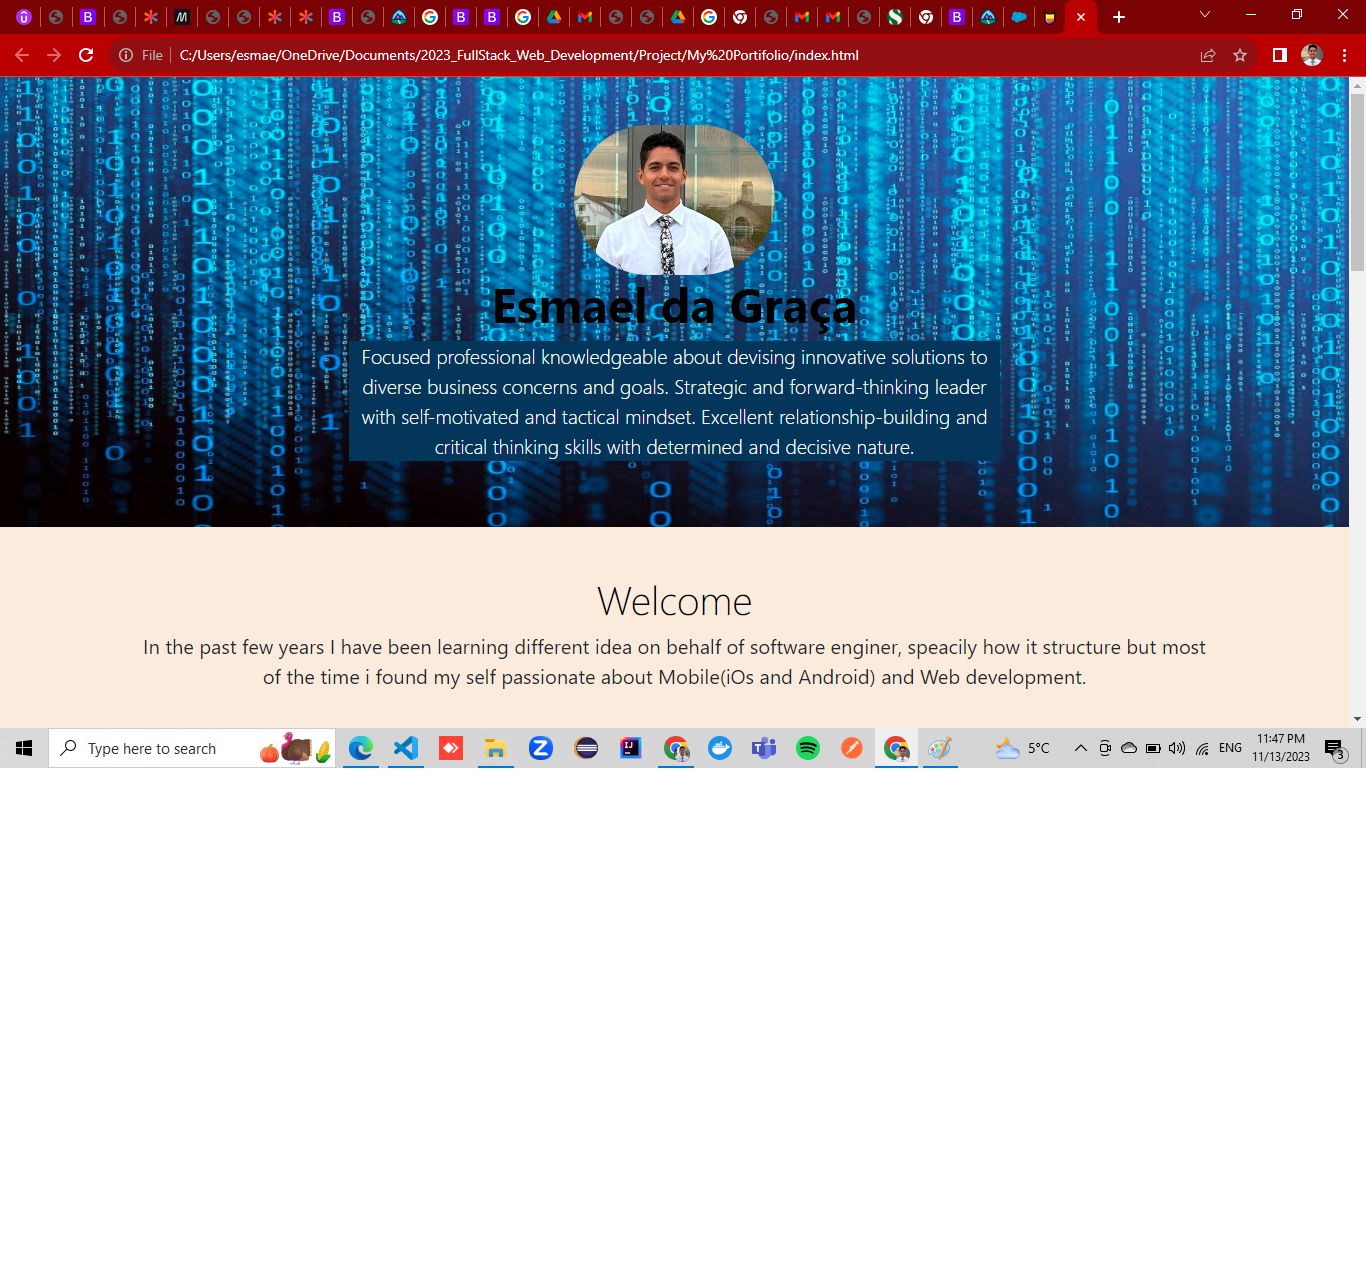 File
C:/Users/esmae/OneDrive/Documents/2023_FullStack_Web_Development/Project/My%20Portifolio/index.html
Esmael da Graça
Focused professional knowledgeable about devising innovative solutions to
diverse business concerns and goals. Strategic and forward-thinking leader
with self-motivated and tactical mindset. Excellent relationship-building and
critical thinking skills with determined and decisive nature.
Welcome
In the past few years I have been learning different idea on behalf of software enginer, speacily how it structure but most
of the time i found my self passionate about Mobile(iOs and Android) and Web development.
Type here to search
5°C
ENG
11:47 PM
11/13/2023
3